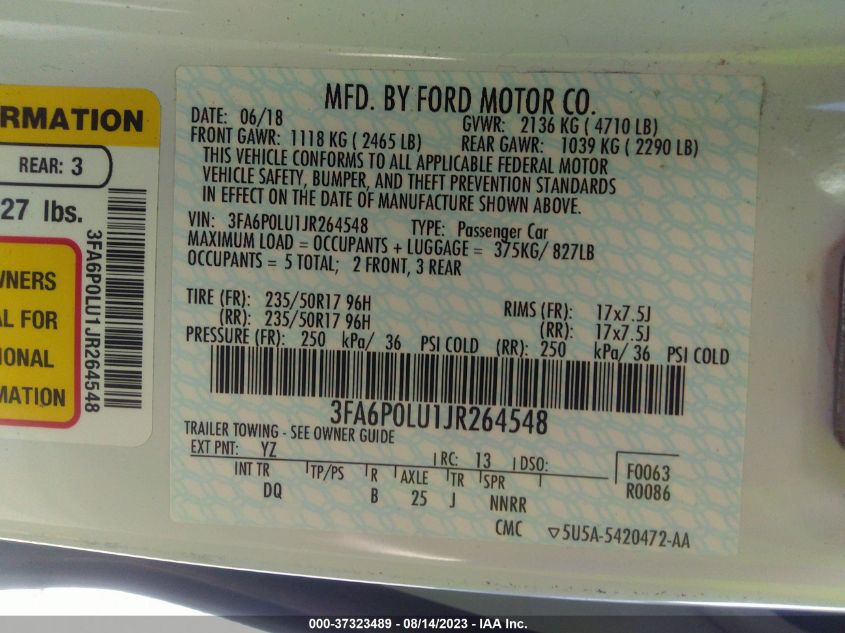 RMATION
REAR: 3
27 lbs.
3FA6P0LU1JR264548
WNERS
AL FOR
IONAL
MATION
MFD. BY FORD MOTOR CO.
DATE: 06/18 GVWR: 2136 KG ( 4710 LB)
FRONT GAWR: 1118 KG ( 2465 LB) REAR GAWR: 1039 KG ( 2290 LB)
THIS VEHICLE CONFORMS TO ALL APPLICABLE FEDERAL MOTOR
VEHICLE SAFETY, BUMPER, AND THEFT PREVENTION STANDARDS
IN EFFECT ON THE DATE OF MANUFACTURE SHOWN ABOVE.
VIN: 3FA6P0LU1JR264548 TYPE: Passenger Car
MAXIMUM LOAD = OCCUPANTS + LUGGAGE = 375KG/ 827LB
OCCUPANTS = 5 TOTAL; 2 FRONT, 3 REAR
TIRE (FR): 235/50R17 96H RIMS (FR): 17x7.5J
(RR): 235/50R17 96H (RR): 17x7.5J
PRESSURE (FR): 250 kPa/ 36 PSI COLD (RR): 250 kPa/ 36 PSI COLD
3FA6P0LU1JR264548
TRAILER TOWING - SEE OWNER GUIDE
EXT PNT: YZ RC: 13 DSO: F0063
INT TR TP/PS R AXLE TR SPR R0086
DQ B 25 J NNRR
CMC ▽5U5A-5420472-AA
000-37323489 - 08/14/2023 - IAA Inc.